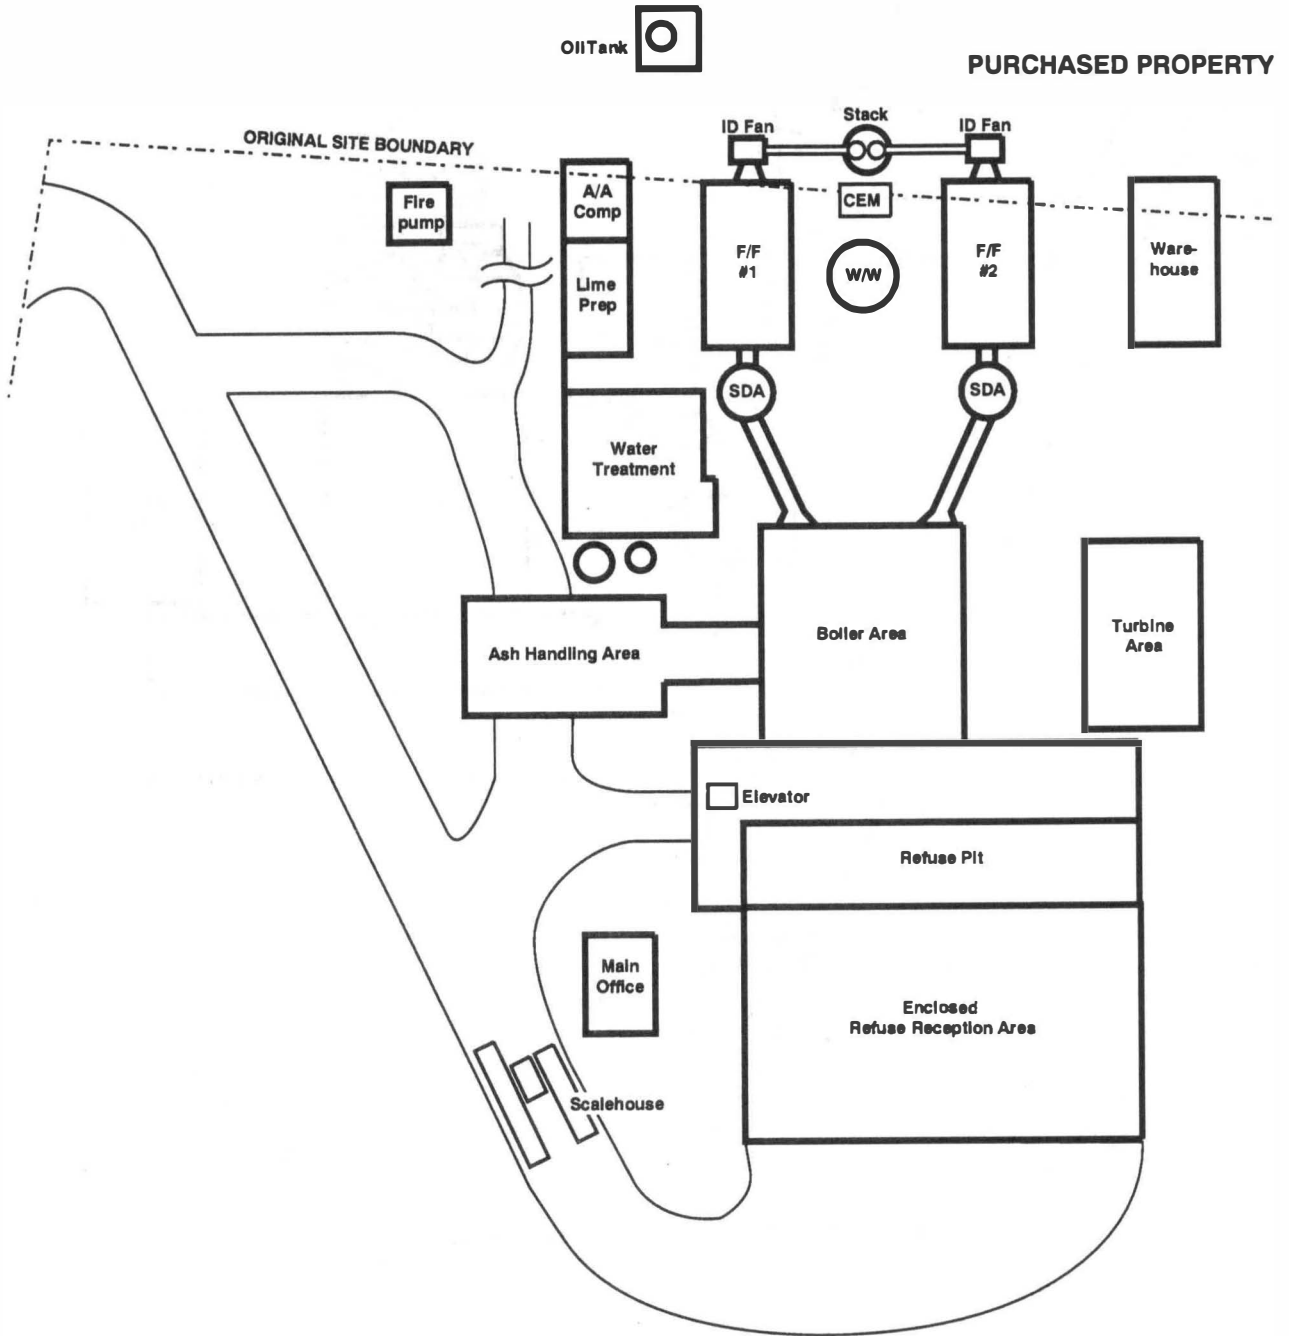 Oil Tank
PURCHASED PROPERTY
Stack
ID Fan
ID Fan
ORIGINAL SITE BOUNDARY
A/A
Comp
Fire
pump
CEM
F/F
#1
F/F
#2
Ware-
house
W/W
Lime
Prep
SDA
SDA
Water
Treatment
Boiler Area
Turbine
Area
Ash Handling Area
Elevator
Refuse Pit
Main
Office
Enclosed
Refuse Reception Area
Scalehouse